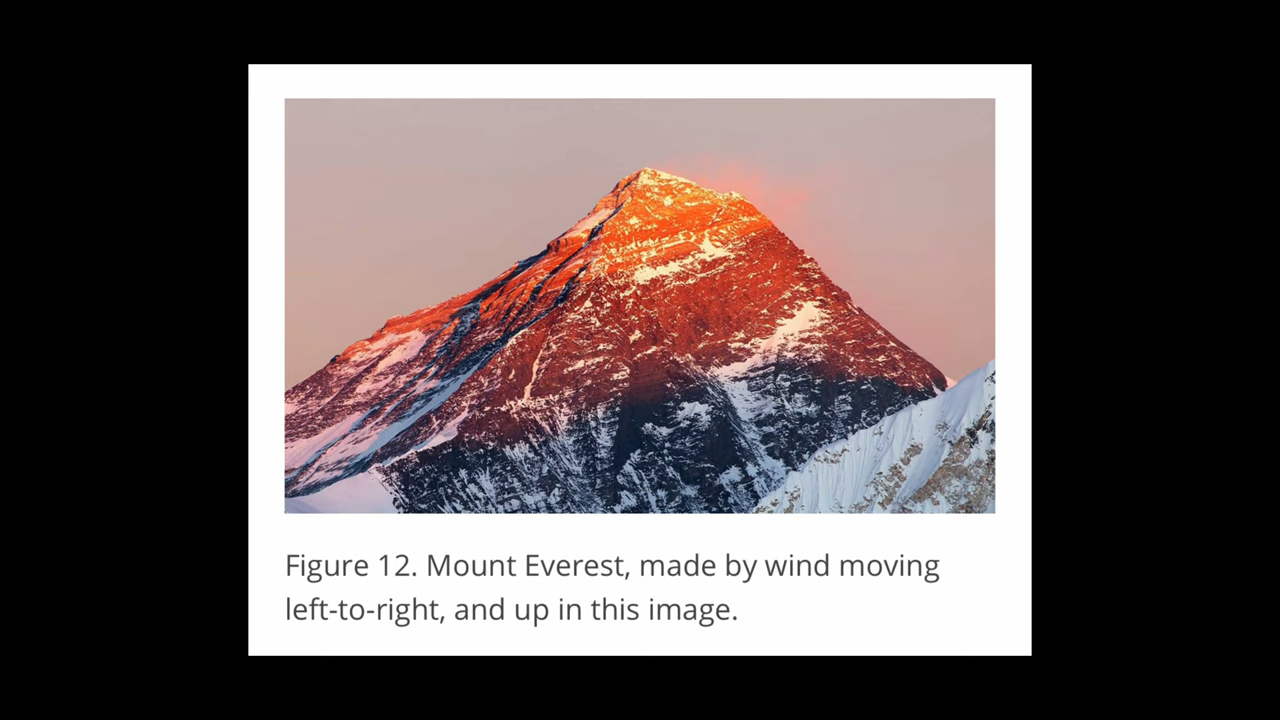 Figure 12. Mount Everest, made by wind moving
left-to-right, and up in this image.